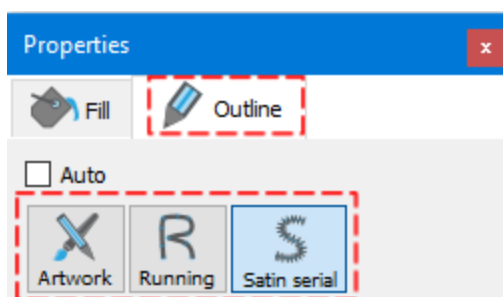 Properties
x
Fill
Outline
Auto
Artwork Running Satin serial